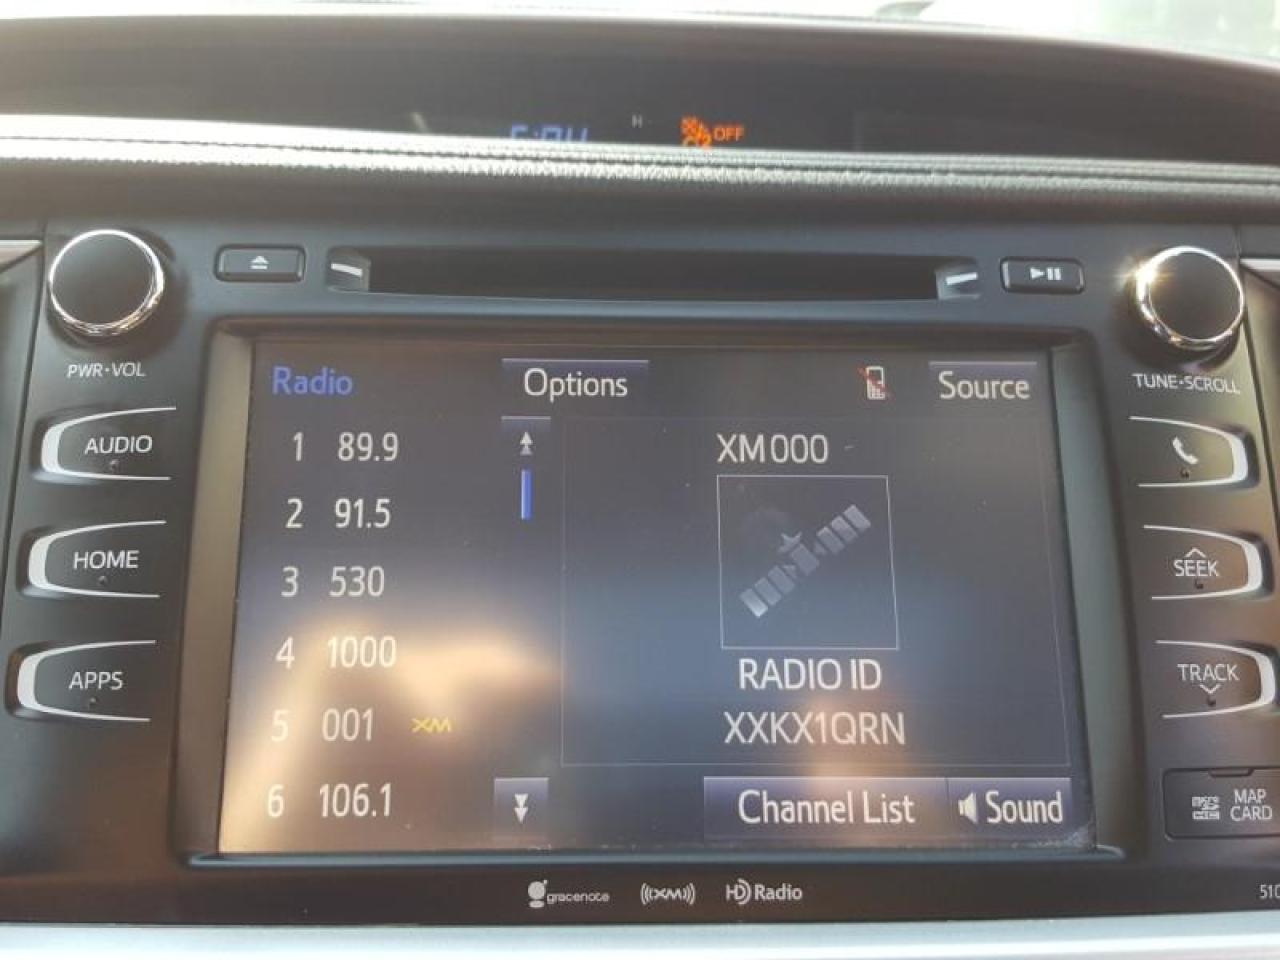 H
OFF
PWR•VOL
TUNE•SCROLL
Radio
Options
Source
AUDIO
1 89.9
XM000
2 91.5
HOME
SEEK
3 530
4 1000
APPS
RADIO ID
TRACK
5 001 XM
XXKX1QRN
6 106.1
Channel List
Sound
MAP
CARD
gracenote
((XM))
HD Radio
510